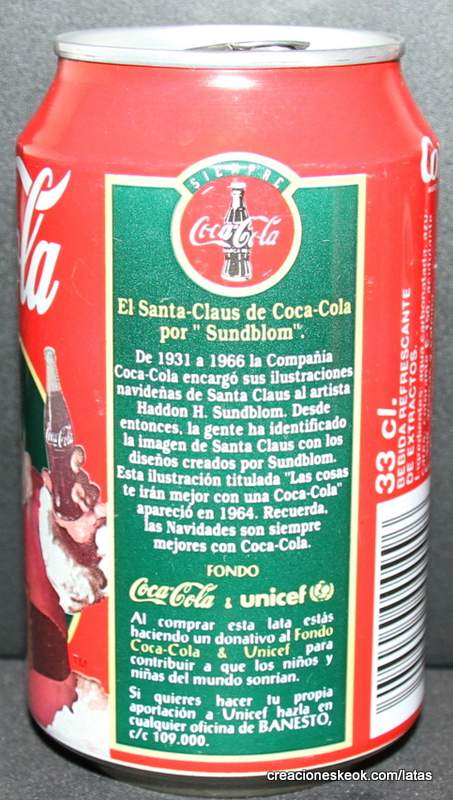 SIEMPRE
Coca-Cola
El Santa-Claus de Coca-Cola
por " Sundblom".
De 1931 a 1966 la Compañia
Coca-Cola encargó sus ilustraciones
navideñas de Santa Claus al artista
Haddon H. Sundblom. Desde
entonces, la gente ha identificado
la imagen de Santa Claus con los
diseños creados por Sundblom.
Esta ilustración titulada "Las cosas
te irán mejor con una Coca-Cola"
apareció en 1964. Recuerda,
las Navidades son siempre
mejores con Coca-Cola.
FONDO
Coca-Cola & unicef
Al comprar esta lata estás
haciendo un donativo al Fondo
Coca-Cola & Unicef para
contribuir a que los niños y
niñas del mundo sonrían.
Si quieres hacer tu propia
aportación a Unicef hazla en
cualquier oficina de BANESTO,
c/c 109.000.
la
Coca-Cola
TM
33 cl.
BEBIDA REFRESCANTE
DE EXTRACTOS.
creacioneskeok.com/latas